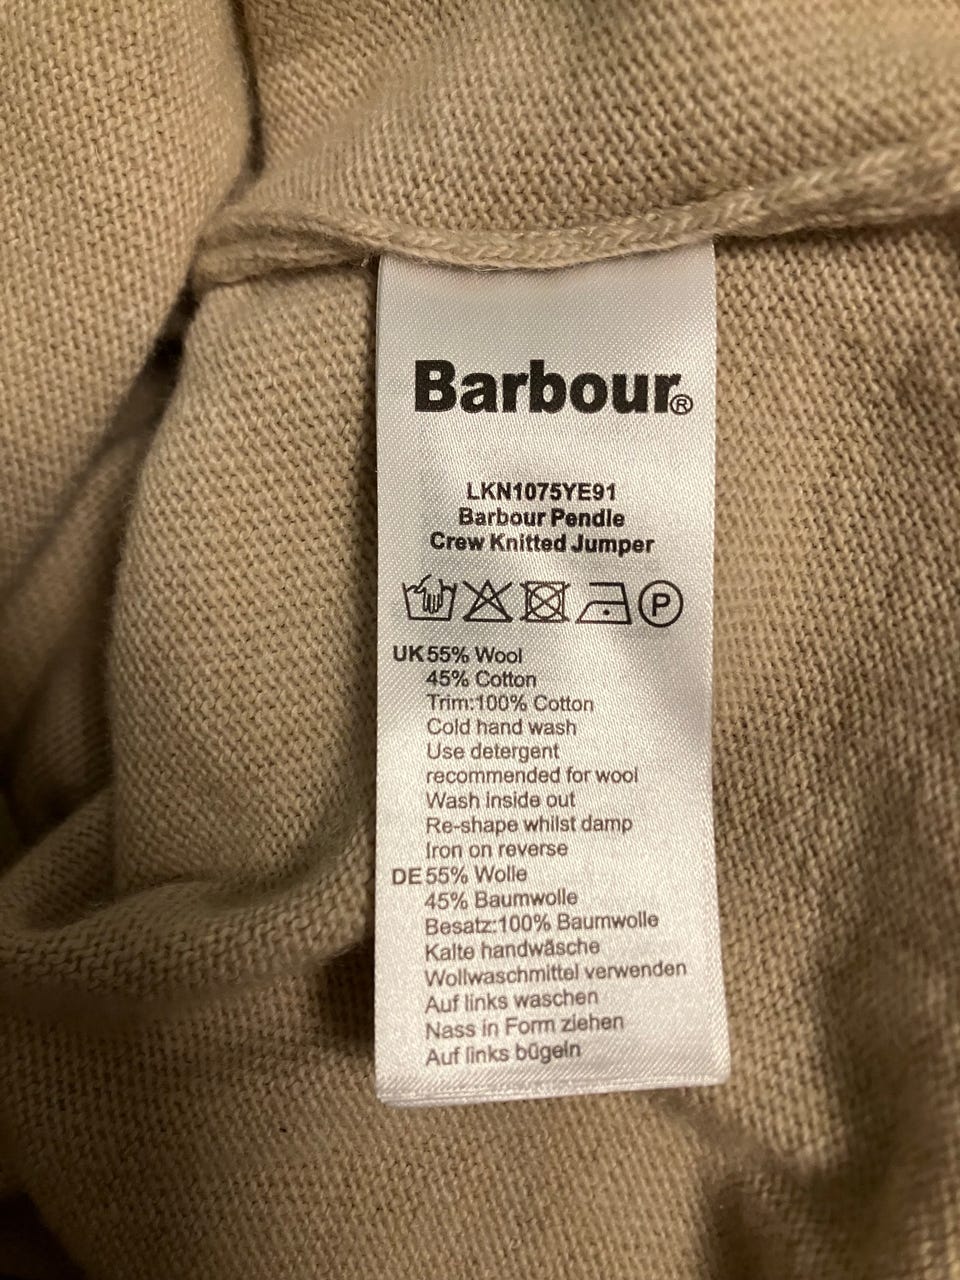 Barbour®
LKN1075YE91
Barbour Pendle
Crew Knitted Jumper
P
UK 55% Wool
45% Cotton
Trim:100% Cotton
Cold hand wash
Use detergent
recommended for wool
Wash inside out
Re-shape whilst damp
Iron on reverse
DE 55% Wolle
45% Baumwolle
Besatz:100% Baumwolle
Kalte handwäsche
Wollwaschmittel verwenden
Auf links waschen
Nass in Form ziehen
Auf links bügeln